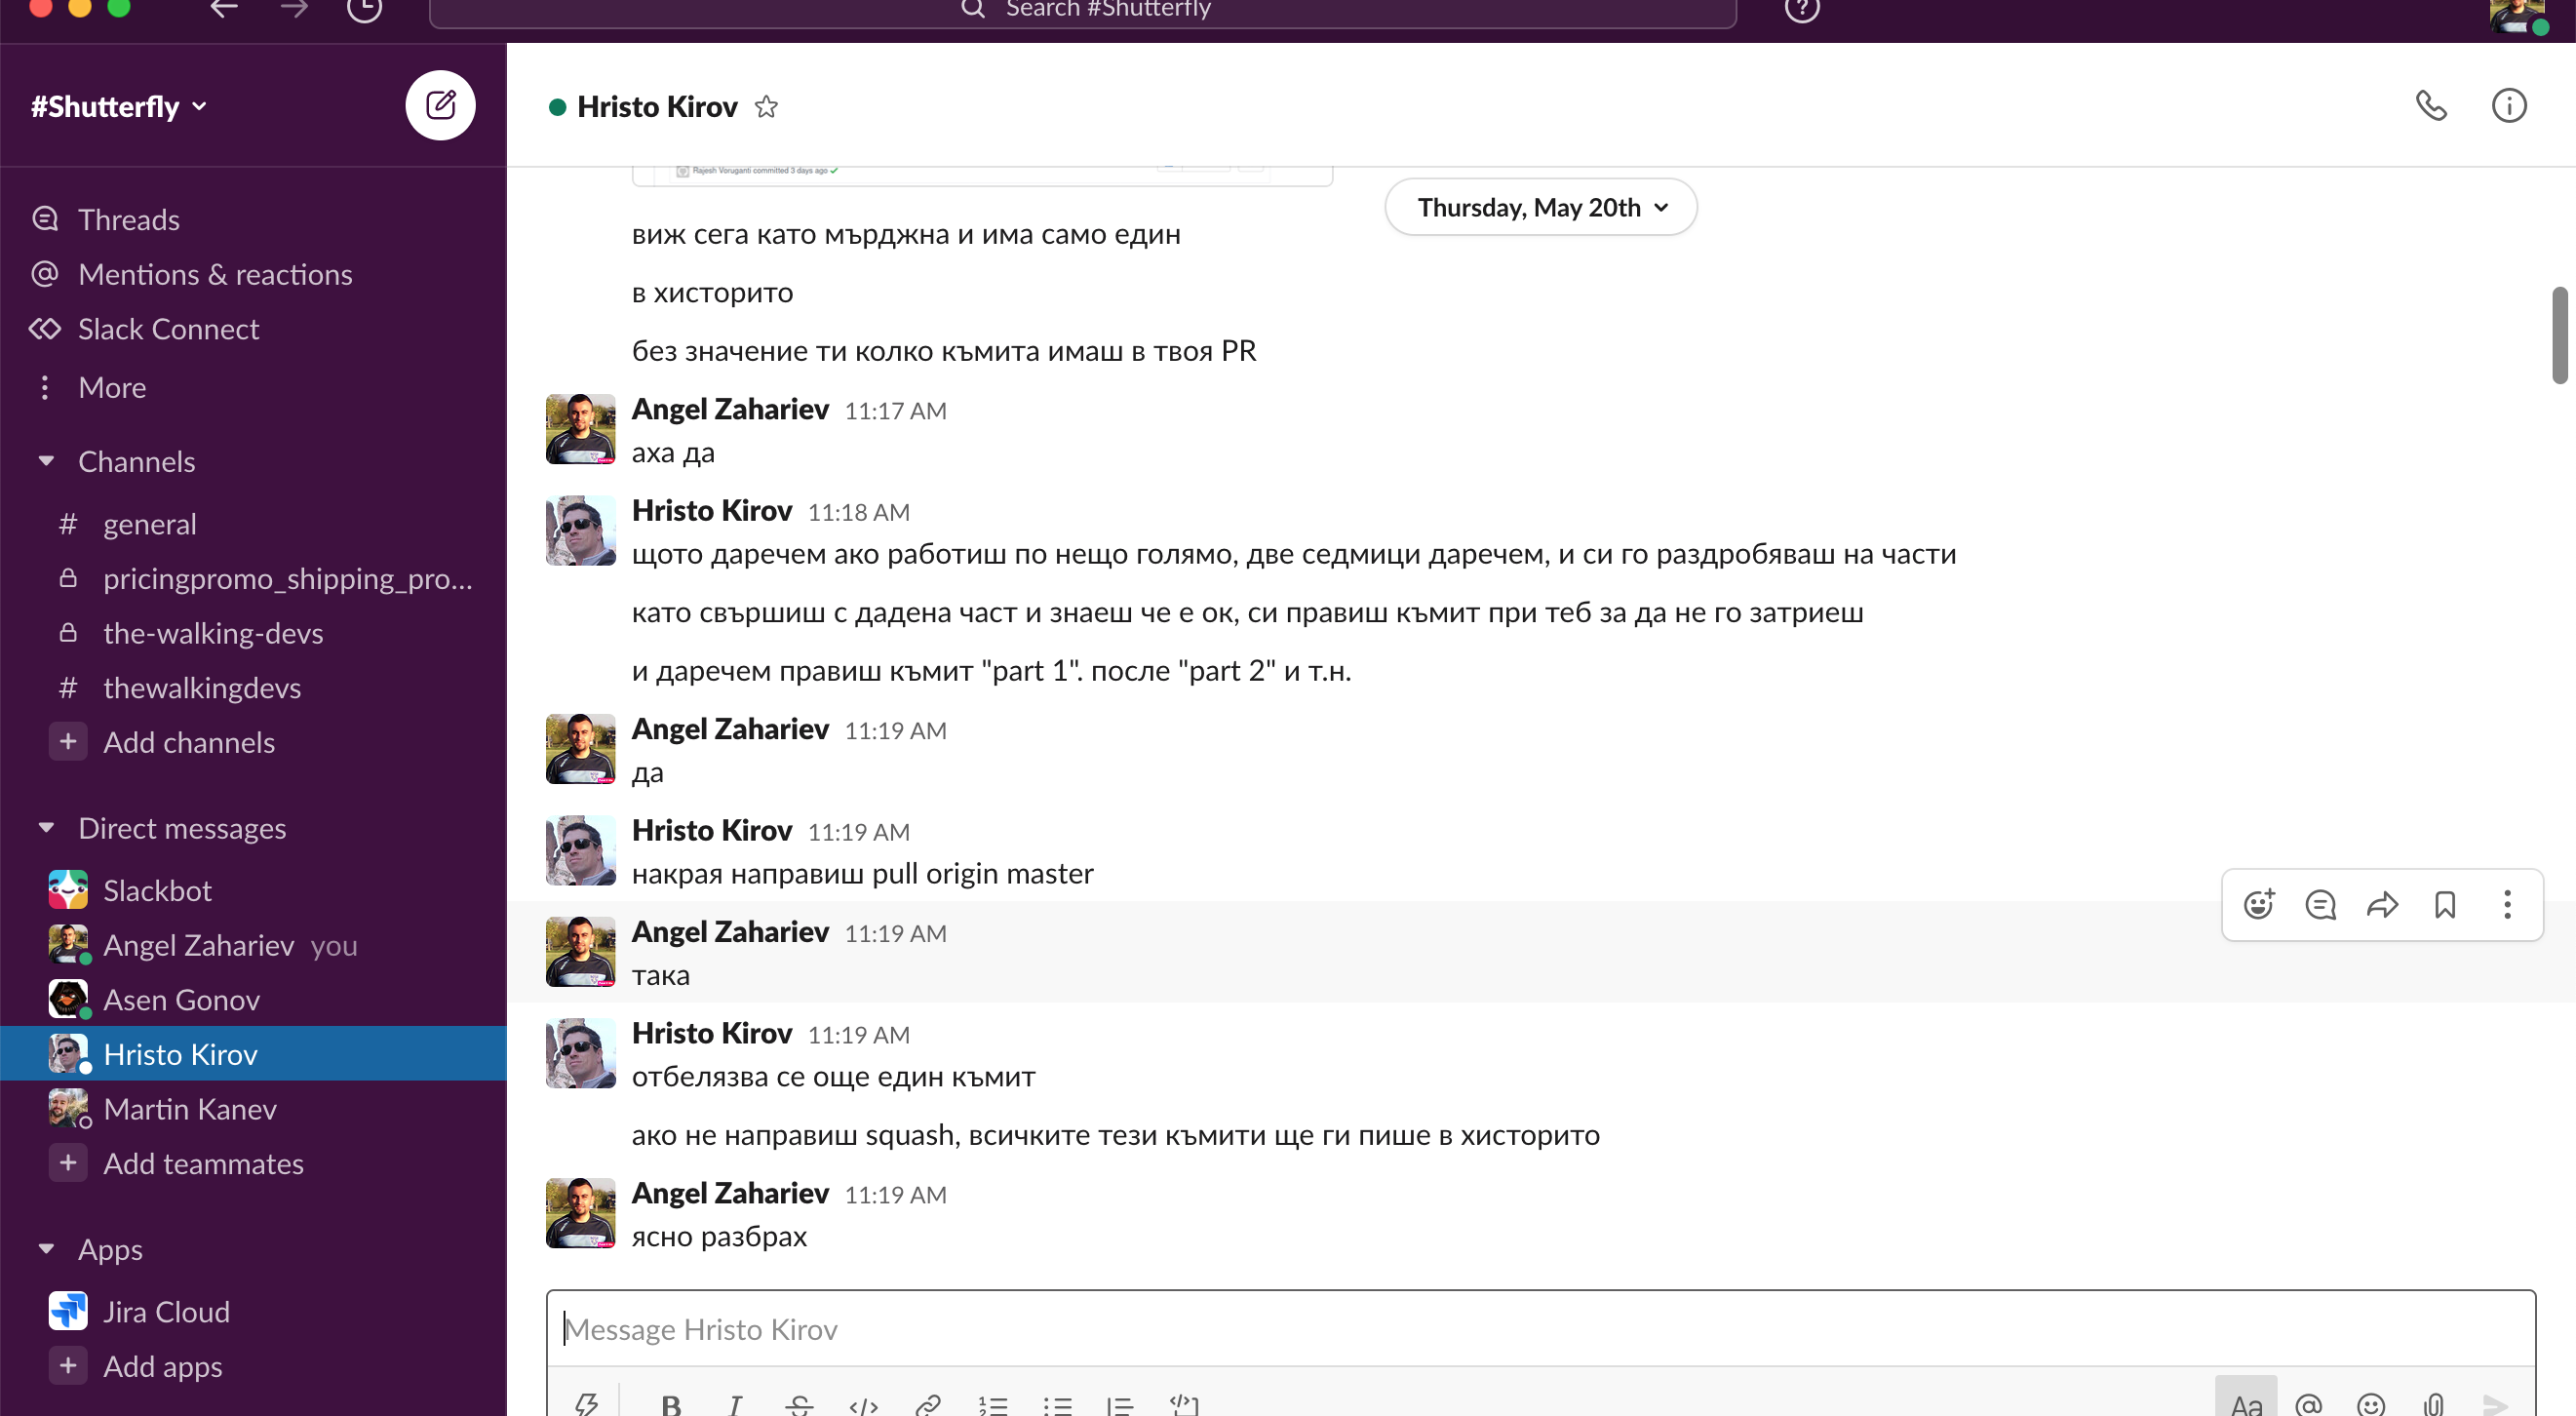 Search #Shutterfly
#Shutterfly
Threads
Mentions & reactions
Slack Connect
More
Channels
# general
pricingpromo_shipping_pro...
the-walking-devs
# thewalkingdevs
+ Add channels
Direct messages
Slackbot
Angel Zahariev you
Asen Gonov
Hristo Kirov
Martin Kanev
+ Add teammates
Apps
Jira Cloud
+ Add apps
Hristo Kirov
Rajesh Voruganti committed 3 days ago
Thursday, May 20th
виж сега като мърджна и има само един
в хисторито
без значение ти колко къмита имаш в твоя PR
Angel Zahariev 11:17 AM
аха да
Hristo Kirov 11:18 AM
щото даречем ако работиш по нещо голямо, две седмици даречем, и си го раздробяваш на части
като свършиш с дадена част и знаеш че е ок, си правиш къмит при теб за да не го затриеш
и даречем правиш къмит "part 1". после "part 2" и т.н.
Angel Zahariev 11:19 AM
да
Hristo Kirov 11:19 AM
накрая направиш pull origin master
Angel Zahariev 11:19 AM
така
Hristo Kirov 11:19 AM
отбелязва се още един къмит
ако не направиш squash, всичките тези къмити ще ги пише в хисторито
Angel Zahariev 11:19 AM
ясно разбрах
Message Hristo Kirov
B I S </> Aa @